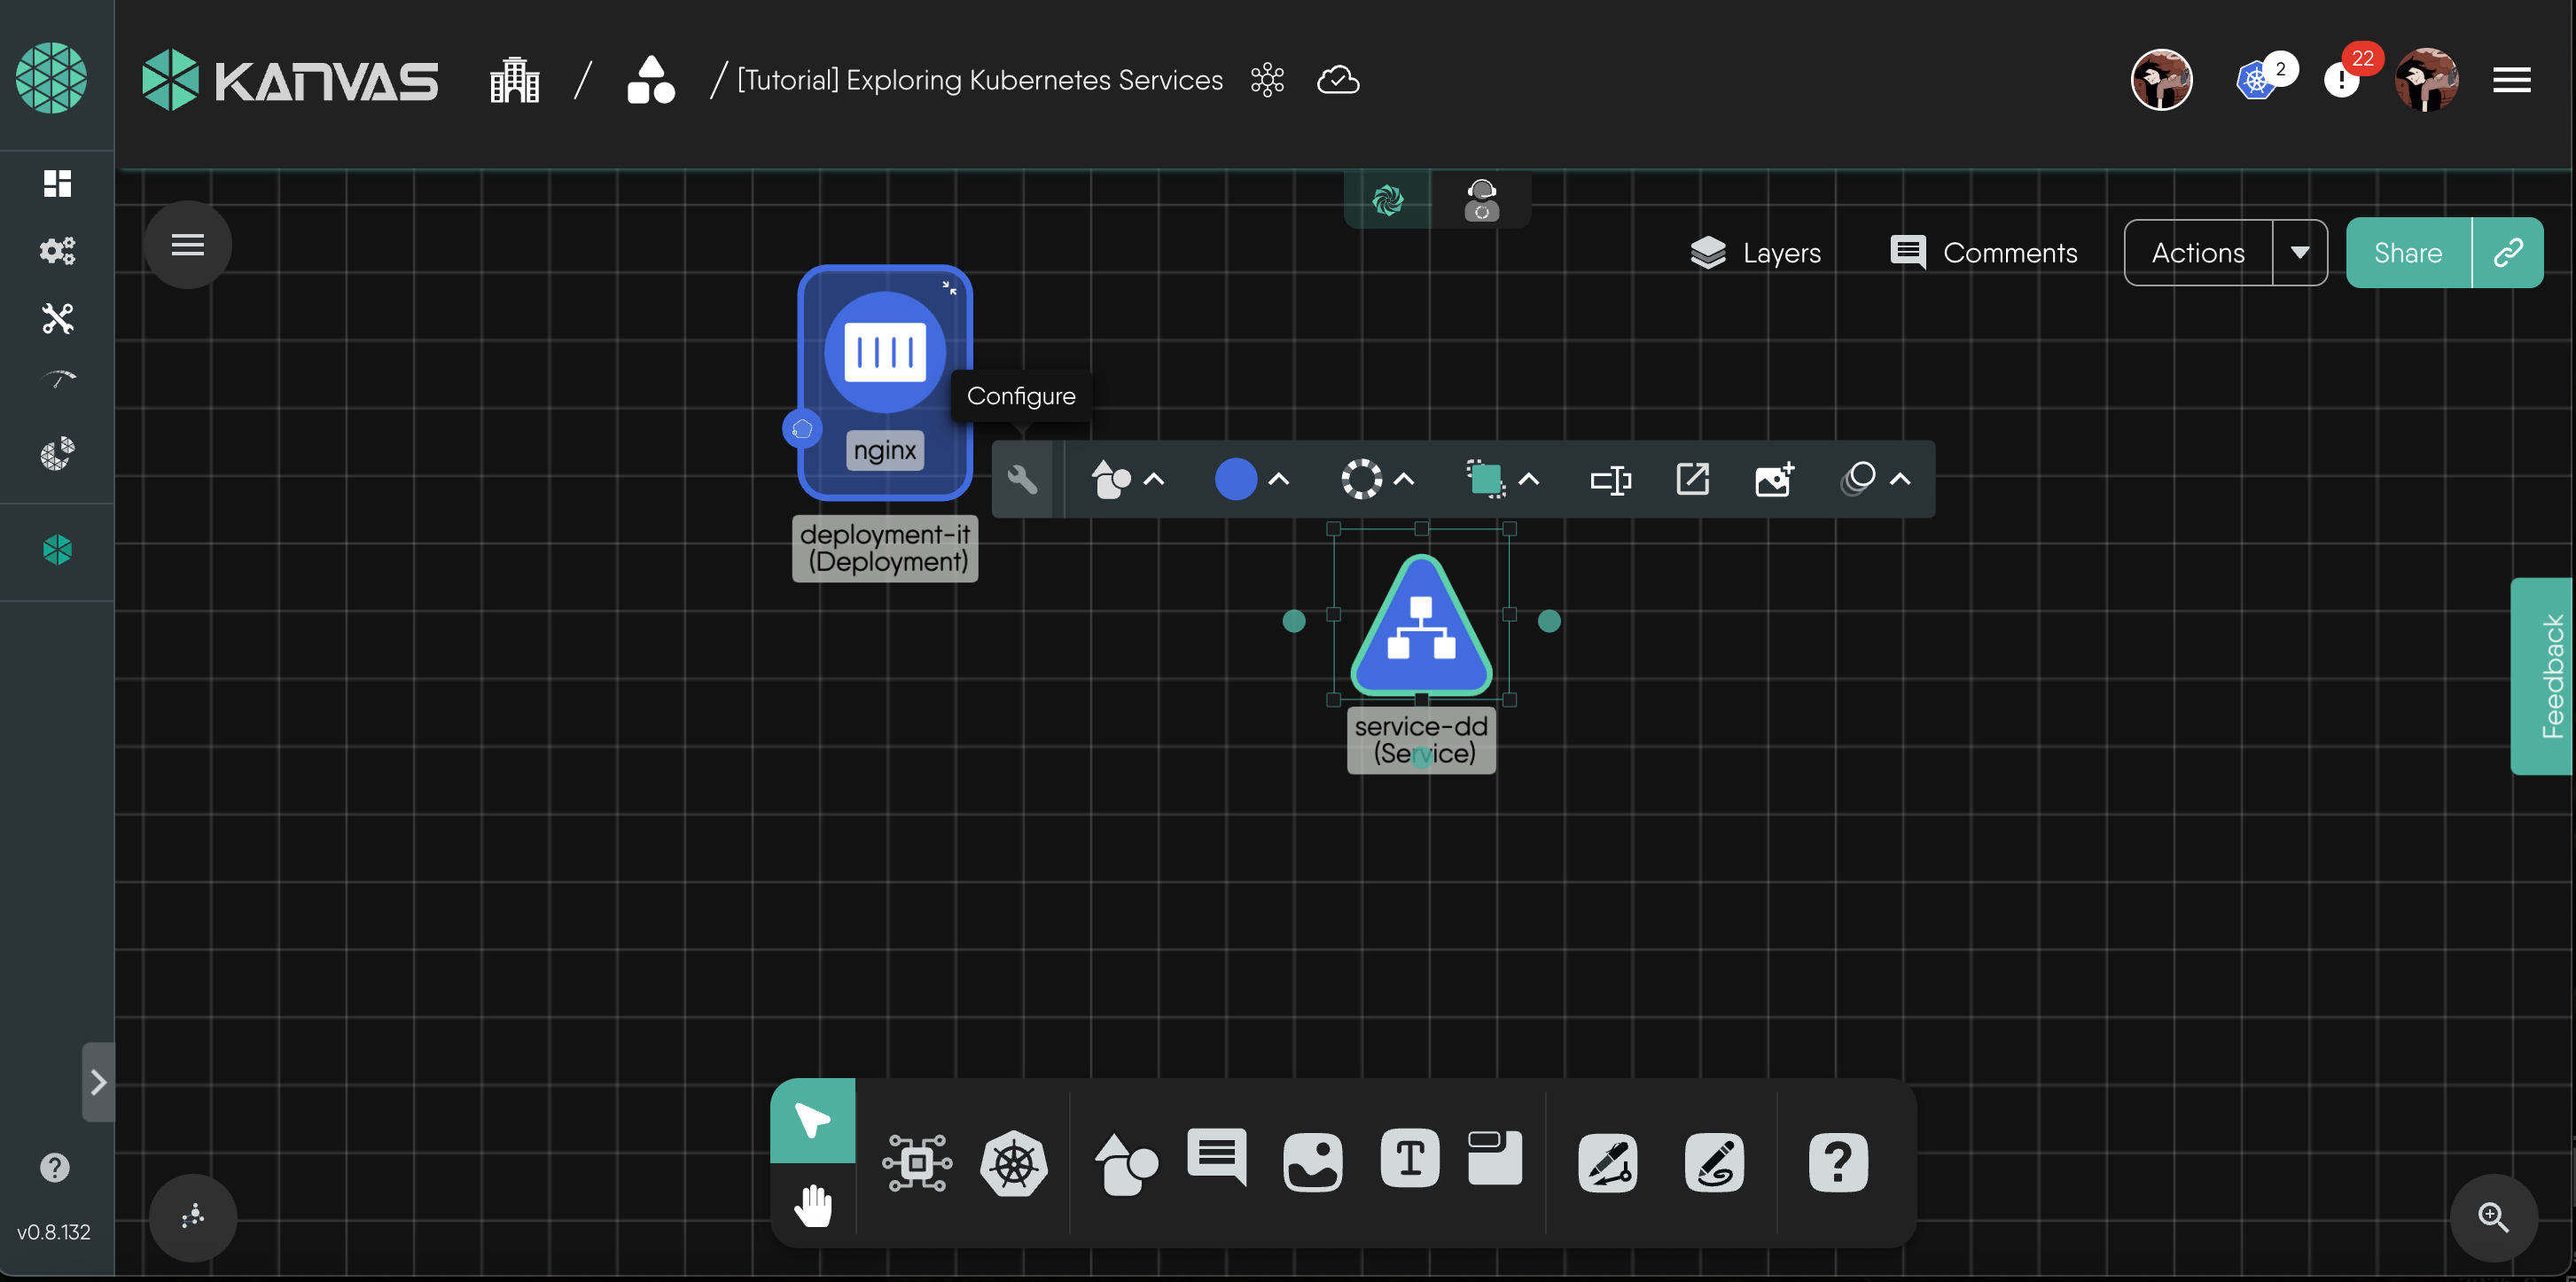 KANVAS
/
/ [Tutorial] Exploring Kubernetes Services
2
22
Layers
Comments
Actions
Share
Configure
nginx
deployment-it
(Deployment)
service-dd
(Service)
Feedback
T
?
?
v0.8.132